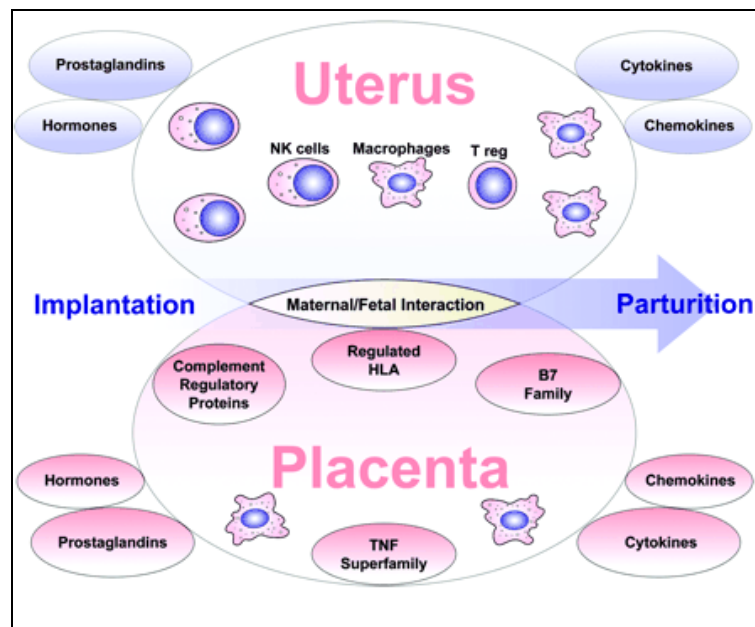 Prostaglandins
Hormones
Uterus
Cytokines
Chemokines
NK cells
Macrophages
T reg
Implantation
Maternal/Fetal Interaction
Parturition
Complement
Regulatory
Proteins
Regulated
HLA
B7
Family
Placenta
Hormones
Prostaglandins
TNF
Superfamily
Chemokines
Cytokines